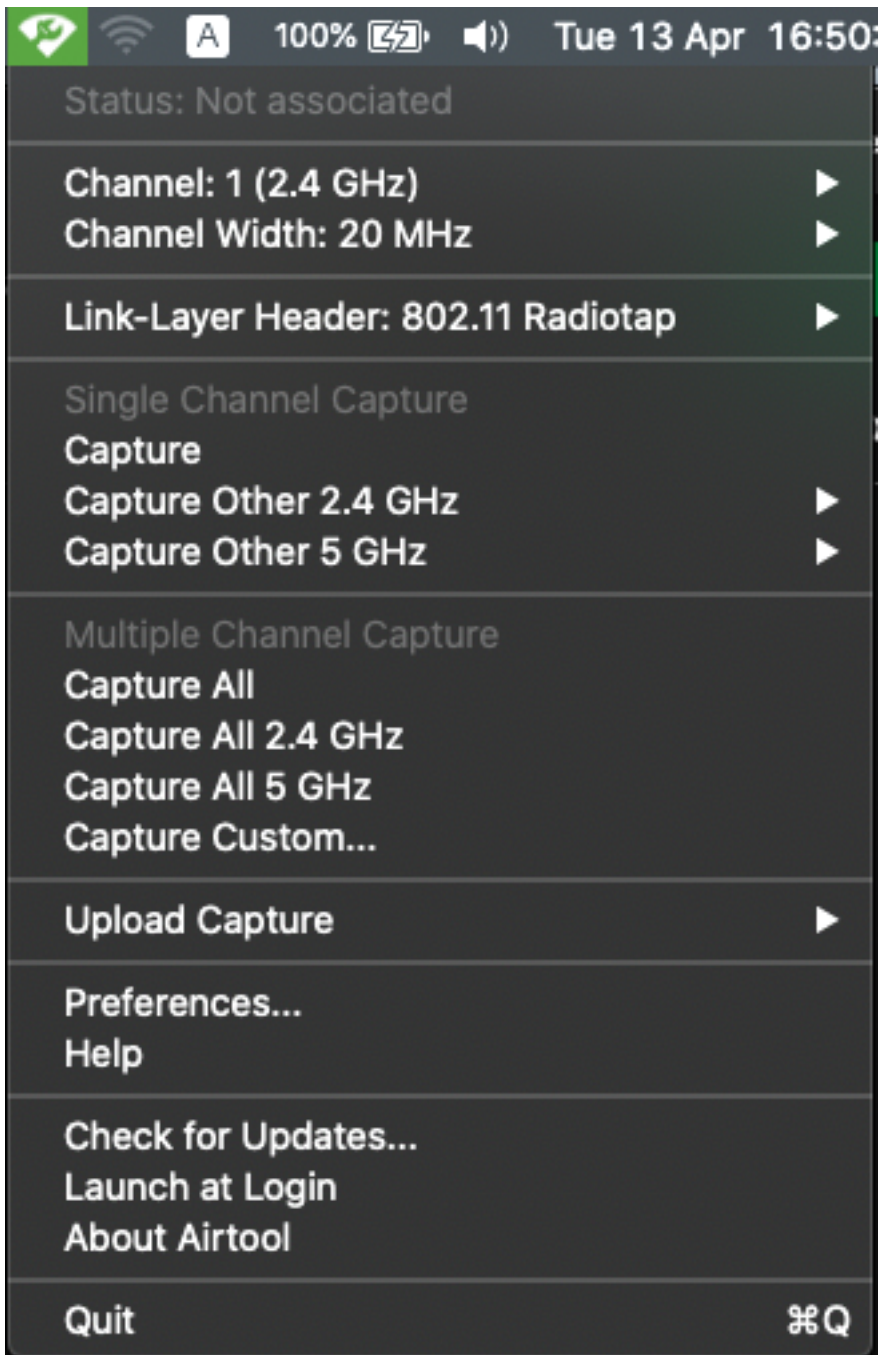 A 100% Tue 13 Apr 16:50:
Status: Not associated
Channel: 1 (2.4 GHz)
Channel Width: 20 MHz
Link-Layer Header: 802.11 Radiotap
Single Channel Capture
Capture
Capture Other 2.4 GHz
Capture Other 5 GHz
Multiple Channel Capture
Capture All
Capture All 2.4 GHz
Capture All 5 GHz
Capture Custom...
Upload Capture
Preferences...
Help
Check for Updates...
Launch at Login
About Airtool
Quit ⌘Q